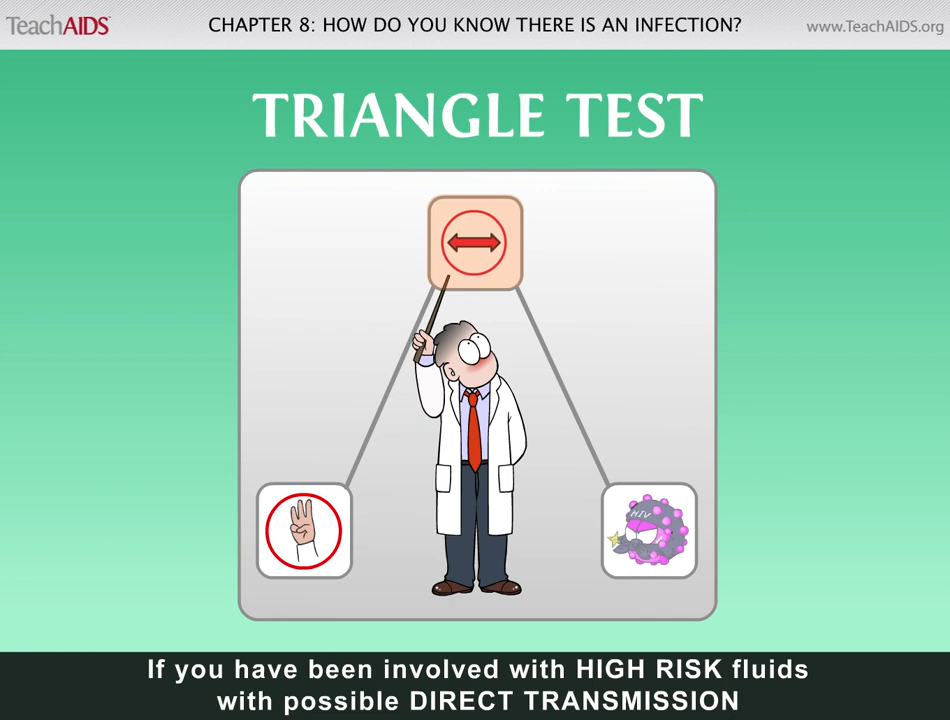 TeachAIDS
CHAPTER 8: HOW DO YOU KNOW THERE IS AN INFECTION?
www.TeachAIDS.org
TRIANGLE TEST
HIV
If you have been involved with HIGH RISK fluids
with possible DIRECT TRANSMISSION